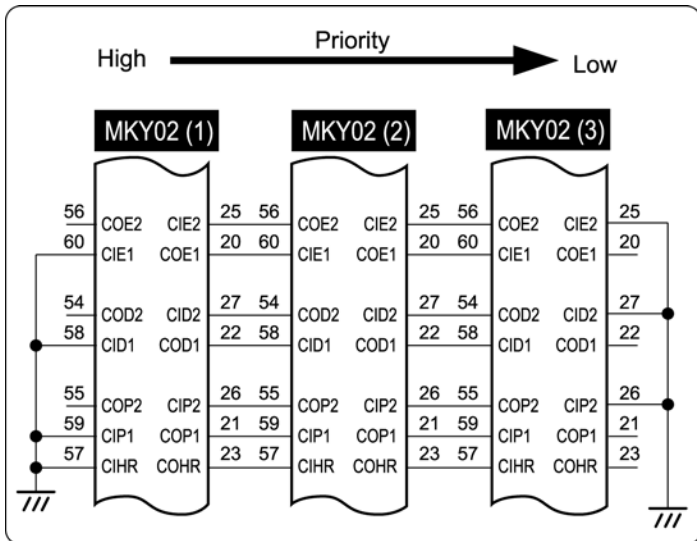 Priority
High Low
MKY02 (1) MKY02 (2) MKY02 (3)
56 COE2 CIE2 25 56 COE2 CIE2 25 56 COE2 CIE2 25
60 CIE1 COE1 20 60 CIE1 COE1 20 60 CIE1 COE1 20
54 COD2 CID2 27 54 COD2 CID2 27 54 COD2 CID2 27
58 CID1 COD1 22 58 CID1 COD1 22 58 CID1 COD1 22
55 COP2 CIP2 26 55 COP2 CIP2 26 55 COP2 CIP2 26
59 CIP1 COP1 21 59 CIP1 COP1 21 59 CIP1 COP1 21
57 CIHR COHR 23 57 CIHR COHR 23 57 CIHR COHR 23